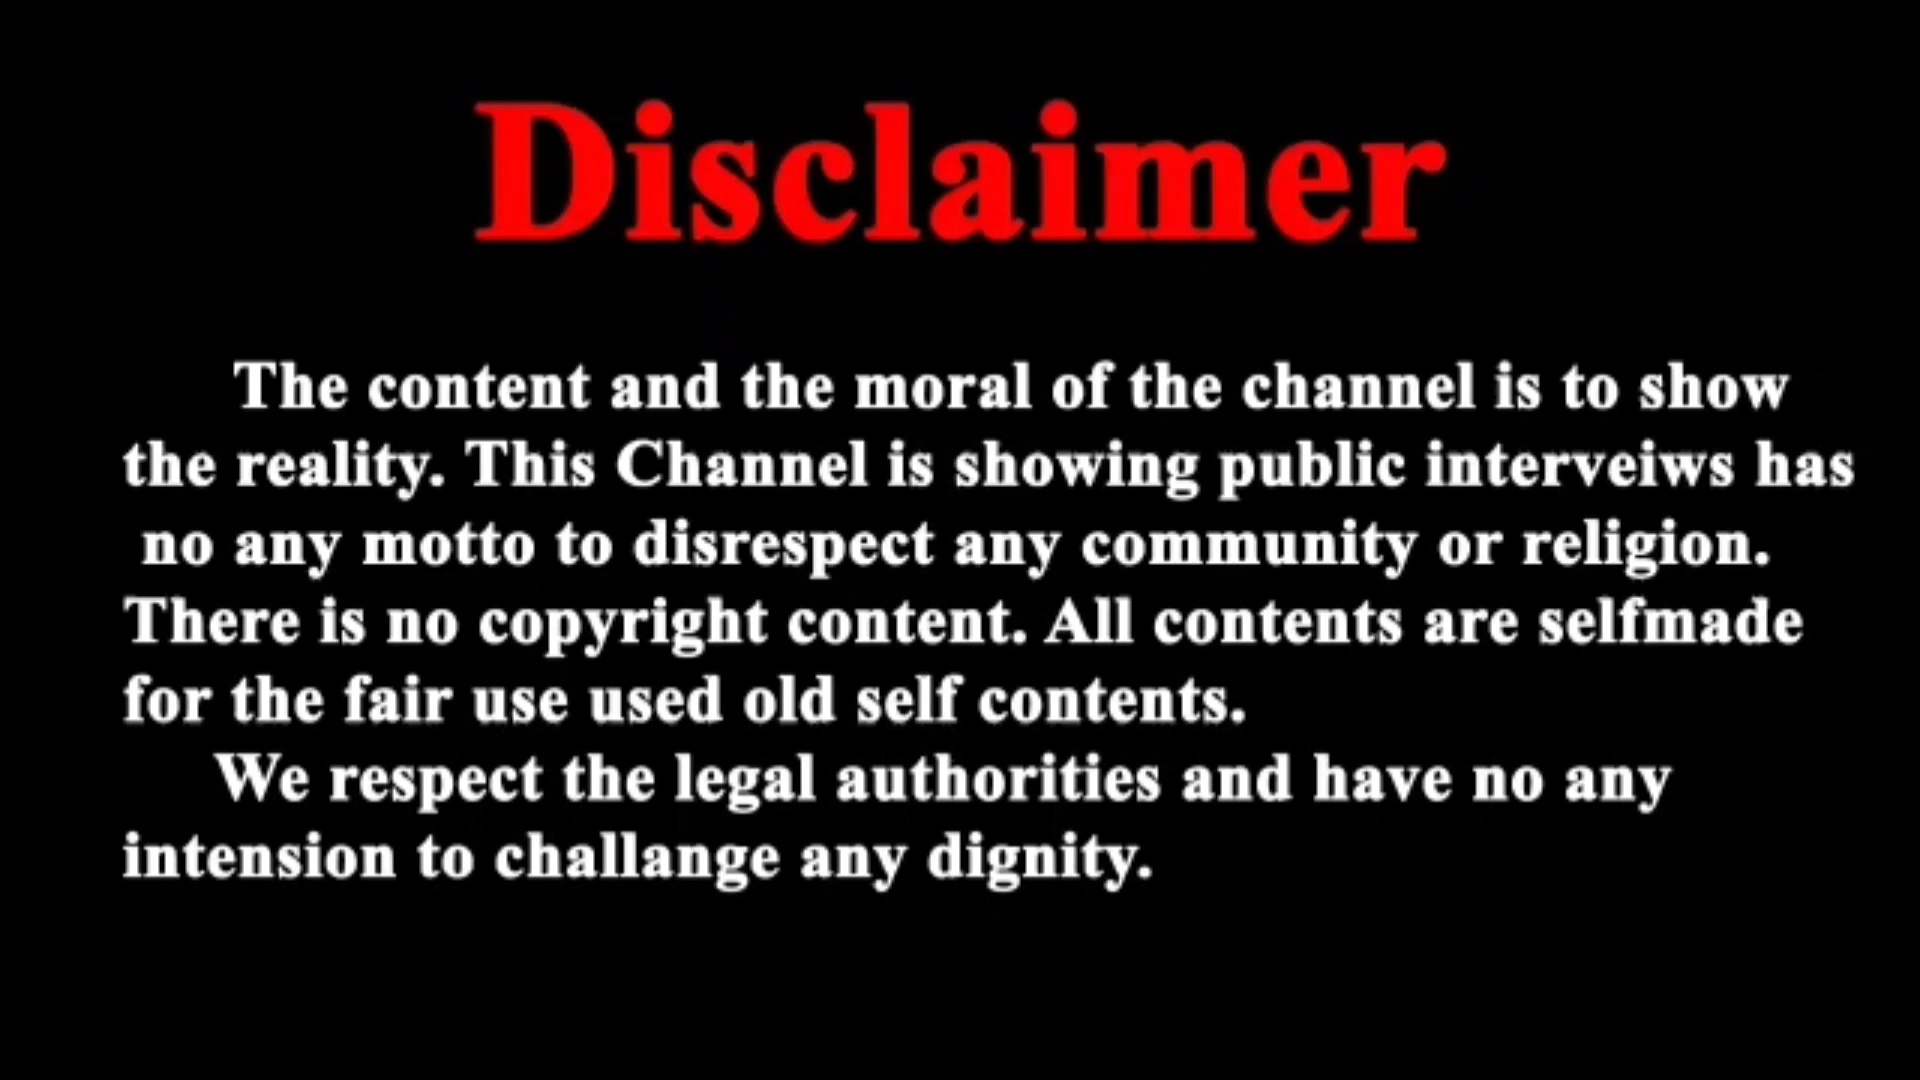 Disclaimer
The content and the moral of the channel is to show
the reality. This Channel is showing public interveiws has
no any motto to disrespect any community or religion.
There is no copyright content. All contents are selfmade
for the fair use used old self contents.
We respect the legal authorities and have no any
intension to challange any dignity.